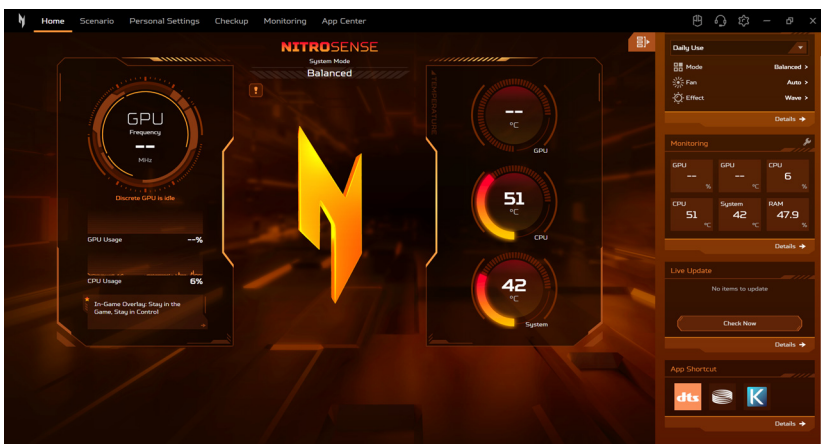 Home Scenario Personal Settings Checkup Monitoring App Center
NITROSENSE
System Mode
Balanced
GPU
Frequency
--
MHz
Discrete GPU is idle
GPU Usage --%
CPU Usage 6%
In-Game Overlay: Stay in the
Game, Stay in Control
TEMPERATURE
--
°C
GPU
51
°C
CPU
42
°C
System
Daily Use
Mode Balanced >
Fan Auto >
Effect Wave >
Details →
Monitoring
GPU -- %
GPU -- °C
CPU 6 %
CPU 51 °C
System 42 °C
RAM 47.9 %
Details →
Live Update
No items to update
Check Now
Details →
App Shortcut
dts
K
Details →